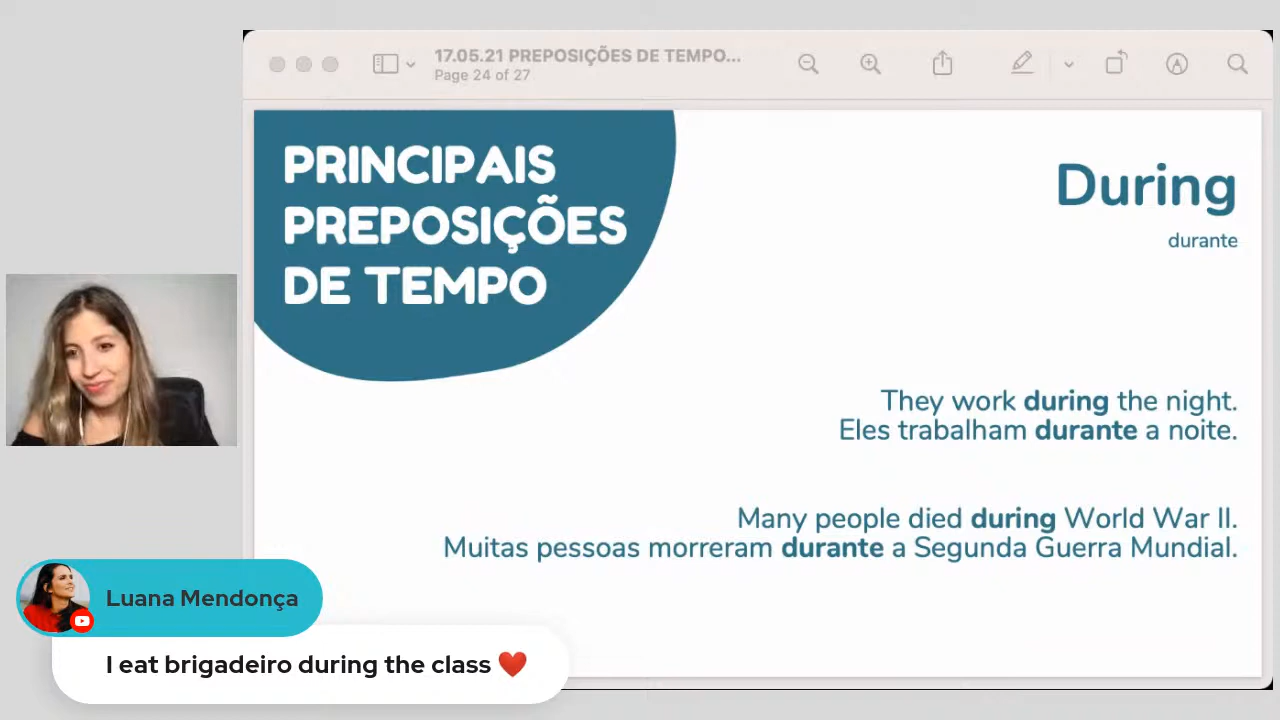 17.05.21 PREPOSIÇÕES DE TEMPO...
Page 24 of 27
PRINCIPAIS
PREPOSIÇÕES
DE TEMPO
During
durante
They work during the night.
Eles trabalham durante a noite.
Many people died during World War II.
Muitas pessoas morreram durante a Segunda Guerra Mundial.
Luana Mendonça
I eat brigadeiro during the class ❤️